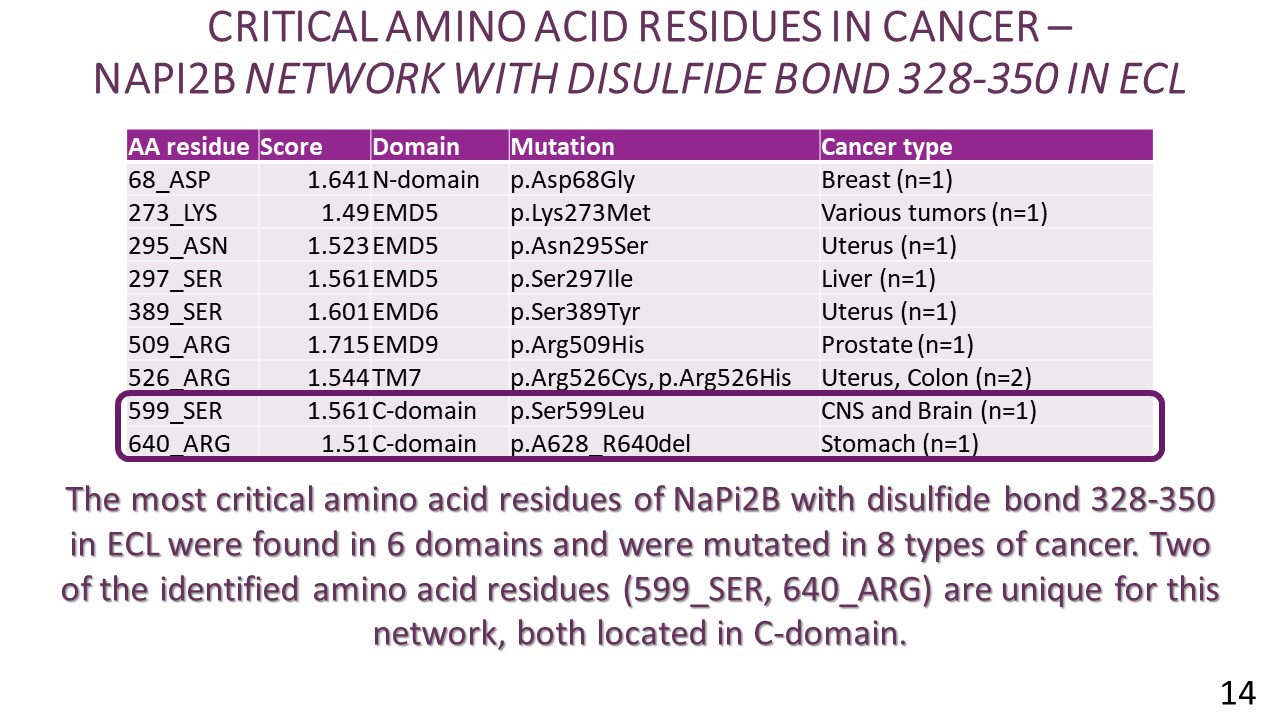 CRITICAL AMINO ACID RESIDUES IN CANCER –
NAPI2B NETWORK WITH DISULFIDE BOND 328-350 IN ECL
AA residue Score Domain Mutation Cancer type
68_ASP 1.641 N-domain p.Asp68Gly Breast (n=1)
273_LYS 1.49 EMD5 p.Lys273Met Various tumors (n=1)
295_ASN 1.523 EMD5 p.Asn295Ser Uterus (n=1)
297_SER 1.561 EMD5 p.Ser297Ile Liver (n=1)
389_SER 1.601 EMD6 p.Ser389Tyr Uterus (n=1)
509_ARG 1.715 EMD9 p.Arg509His Prostate (n=1)
526_ARG 1.544 TM7 p.Arg526Cys, p.Arg526His Uterus, Colon (n=2)
599_SER 1.561 C-domain p.Ser599Leu CNS and Brain (n=1)
640_ARG 1.51 C-domain p.A628_R640del Stomach (n=1)
The most critical amino acid residues of NaPi2B with disulfide bond 328-350
in ECL were found in 6 domains and were mutated in 8 types of cancer. Two
of the identified amino acid residues (599_SER, 640_ARG) are unique for this
network, both located in C-domain.
14